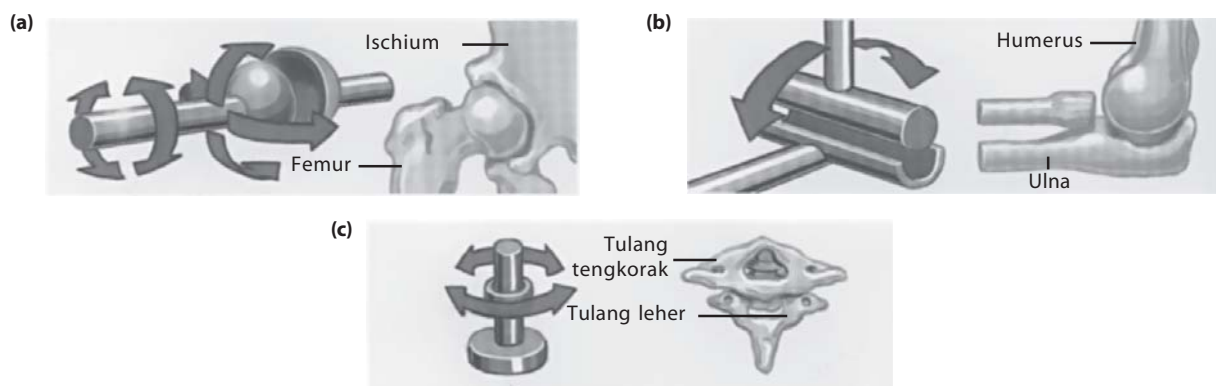 (a)
Ischium
Femur
(b)
Humerus
Ulna
(c)
Tulang
tengkorak
Tulang leher